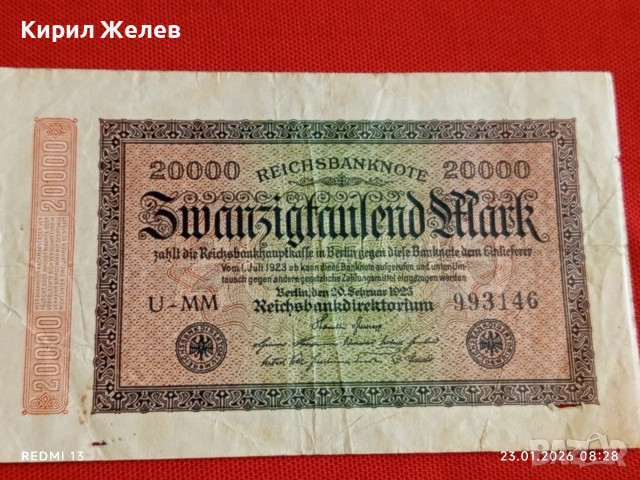 Кирил Желев
20000 REICHSBANKNOTE 20000
Zwanzigtausend Mark
zahlt die Reichsbankhauptkasse in Berlin gegen diese Banknote dem Einlieferer
Vom 1. Juli 1923 ab kann diese Banknote aufgerufen und unter Um-
tausch gegen andere gesetzliche Zahlungsmittel eingezogen werden
Berlin, den 20. Februar 1923
U-MM Reichsbankdirektorium 993146
20000
20000
REDMI 13
23.01.2026 08:28
BAZAR